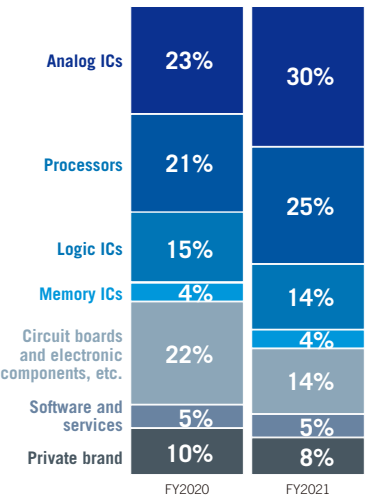 Analog ICs
23%
30%
Processors
21%
25%
Logic ICs
15%
14%
Memory ICs
4%
4%
Circuit boards
and electronic
components, etc.
22%
14%
Software and
services
5%
5%
Private brand
10%
8%
FY2020
FY2021